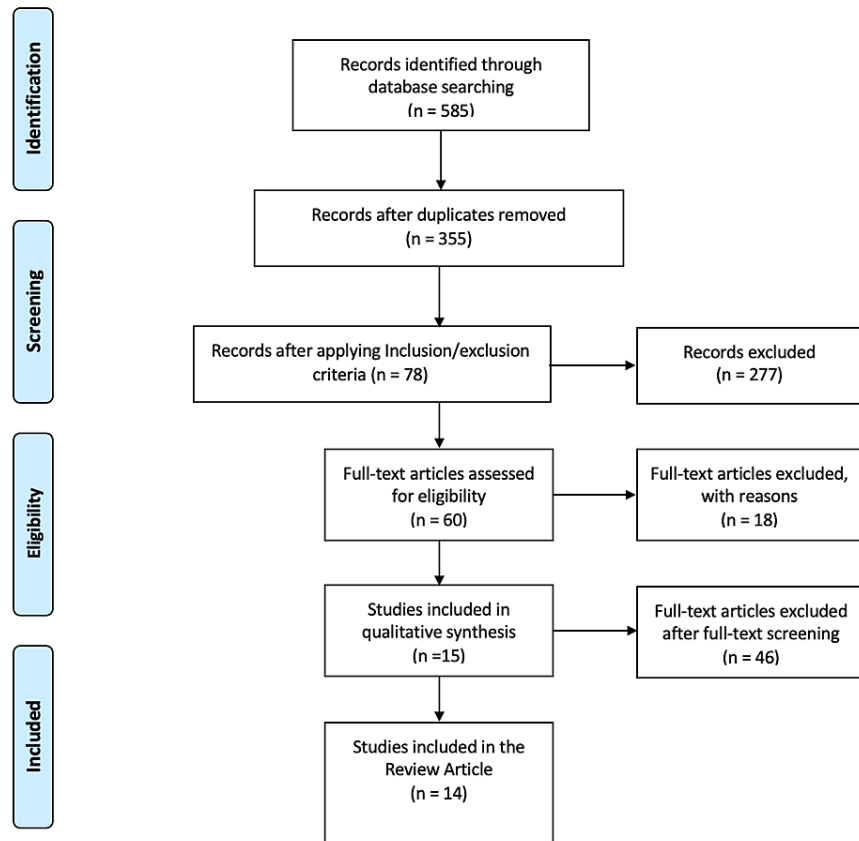 Identification
Records identified through
database searching
(n = 585)
Records after duplicates removed
(n = 355)
Screening
Records after applying Inclusion/exclusion
criteria (n = 78)
Records excluded
(n = 277)
Eligibility
Full-text articles assessed
for eligibility
(n = 60)
Full-text articles excluded,
with reasons
(n = 18)
Studies included in
qualitative synthesis
(n =15)
Full-text articles excluded
after full-text screening
(n = 46)
Included
Studies included in the
Review Article
(n = 14)